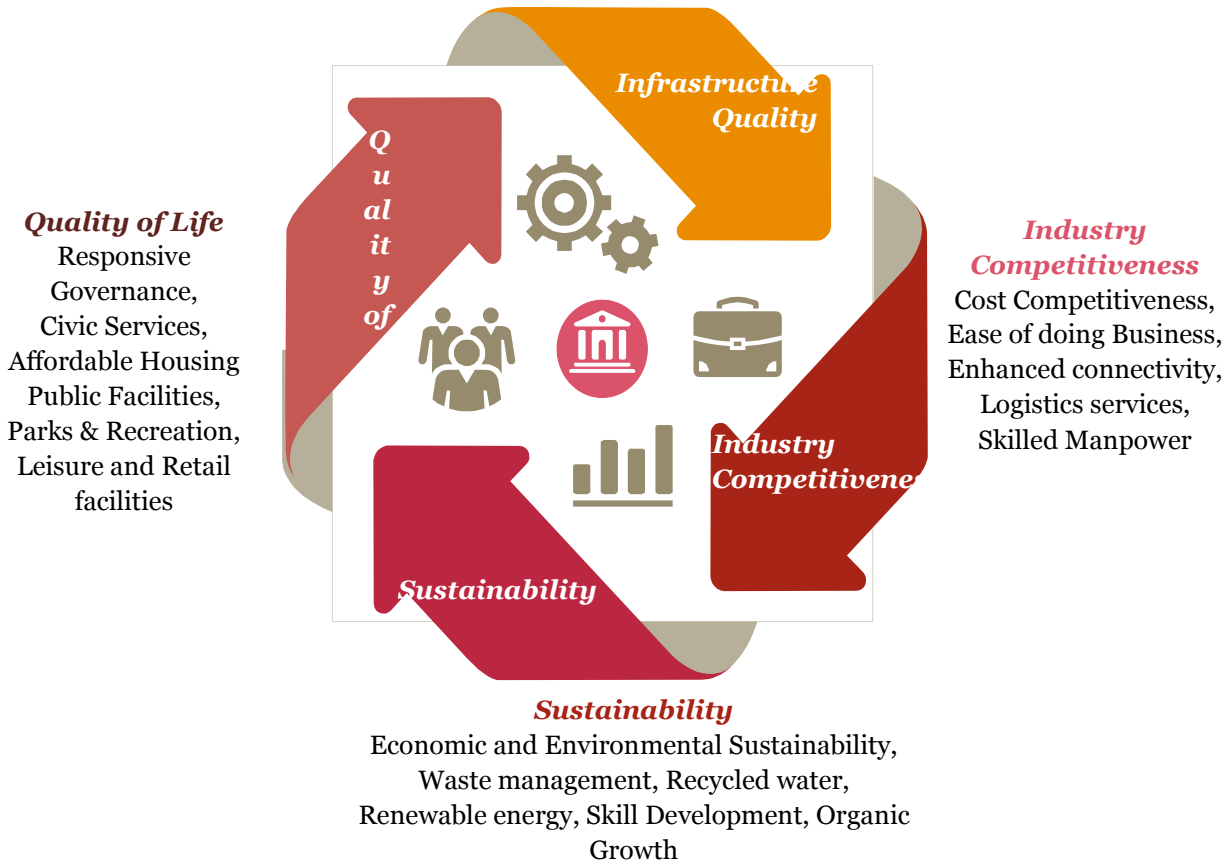 Infrastructure
Quality
Q
u
al
it
y
of
Quality of Life
Responsive
Governance,
Civic Services,
Affordable Housing
Public Facilities,
Parks & Recreation,
Leisure and Retail
facilities
Industry
Competitiveness
Cost Competitiveness,
Ease of doing Business,
Enhanced connectivity,
Logistics services,
Skilled Manpower
Industry
Competitivenes
Sustainability
Sustainability
Economic and Environmental Sustainability,
Waste management, Recycled water,
Renewable energy, Skill Development, Organic
Growth